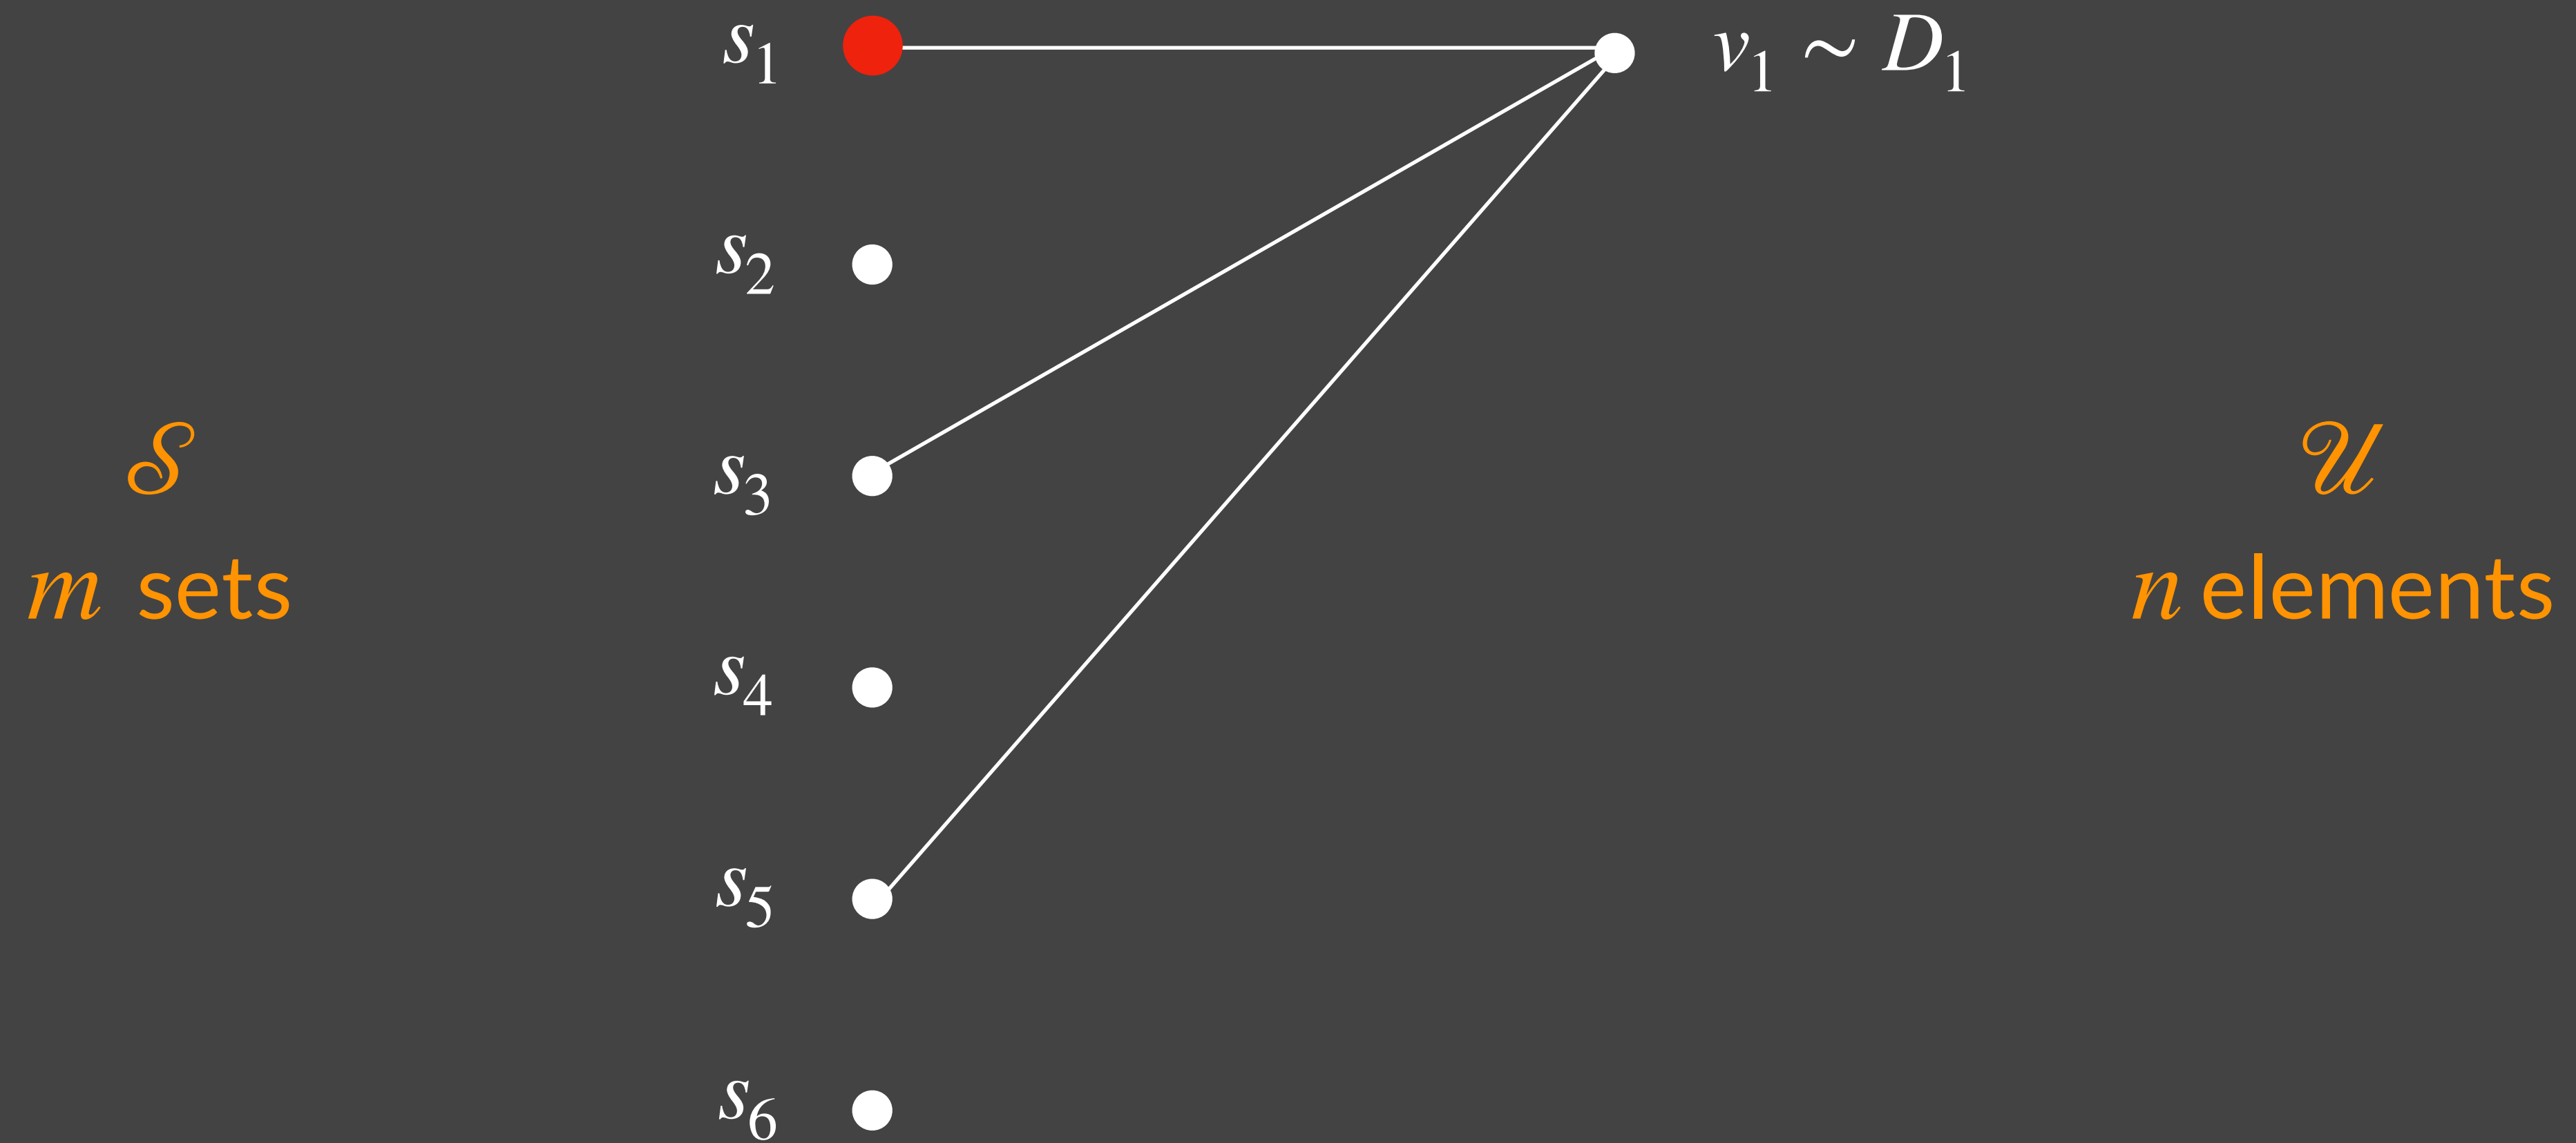 s₁
v₁ ~ D₁
s₂
𝒮
s₃
𝒰
m sets
n elements
s₄
s₅
s₆